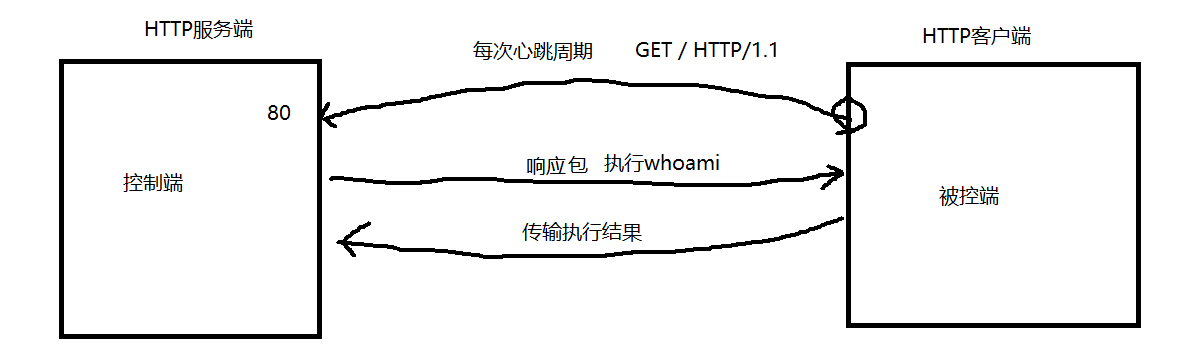 HTTP服务端
HTTP客户端
每次心跳周期 GET / HTTP/1.1
80
响应包 执行whoami
控制端
被控端
传输执行结果